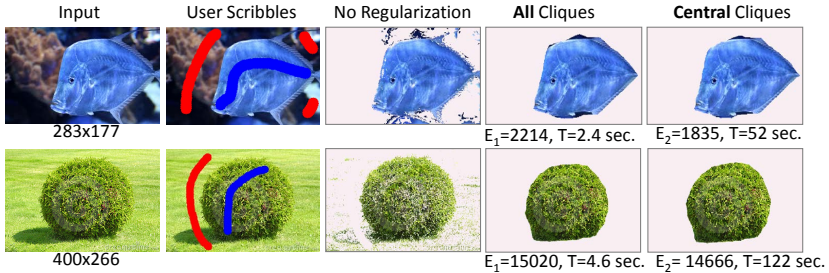 Input User Scribbles No Regularization All Cliques Central Cliques
283x177 E1=2214, T=2.4 sec. E2=1835, T=52 sec.
400x266 E1=15020, T=4.6 sec. E2= 14666, T=122 sec.